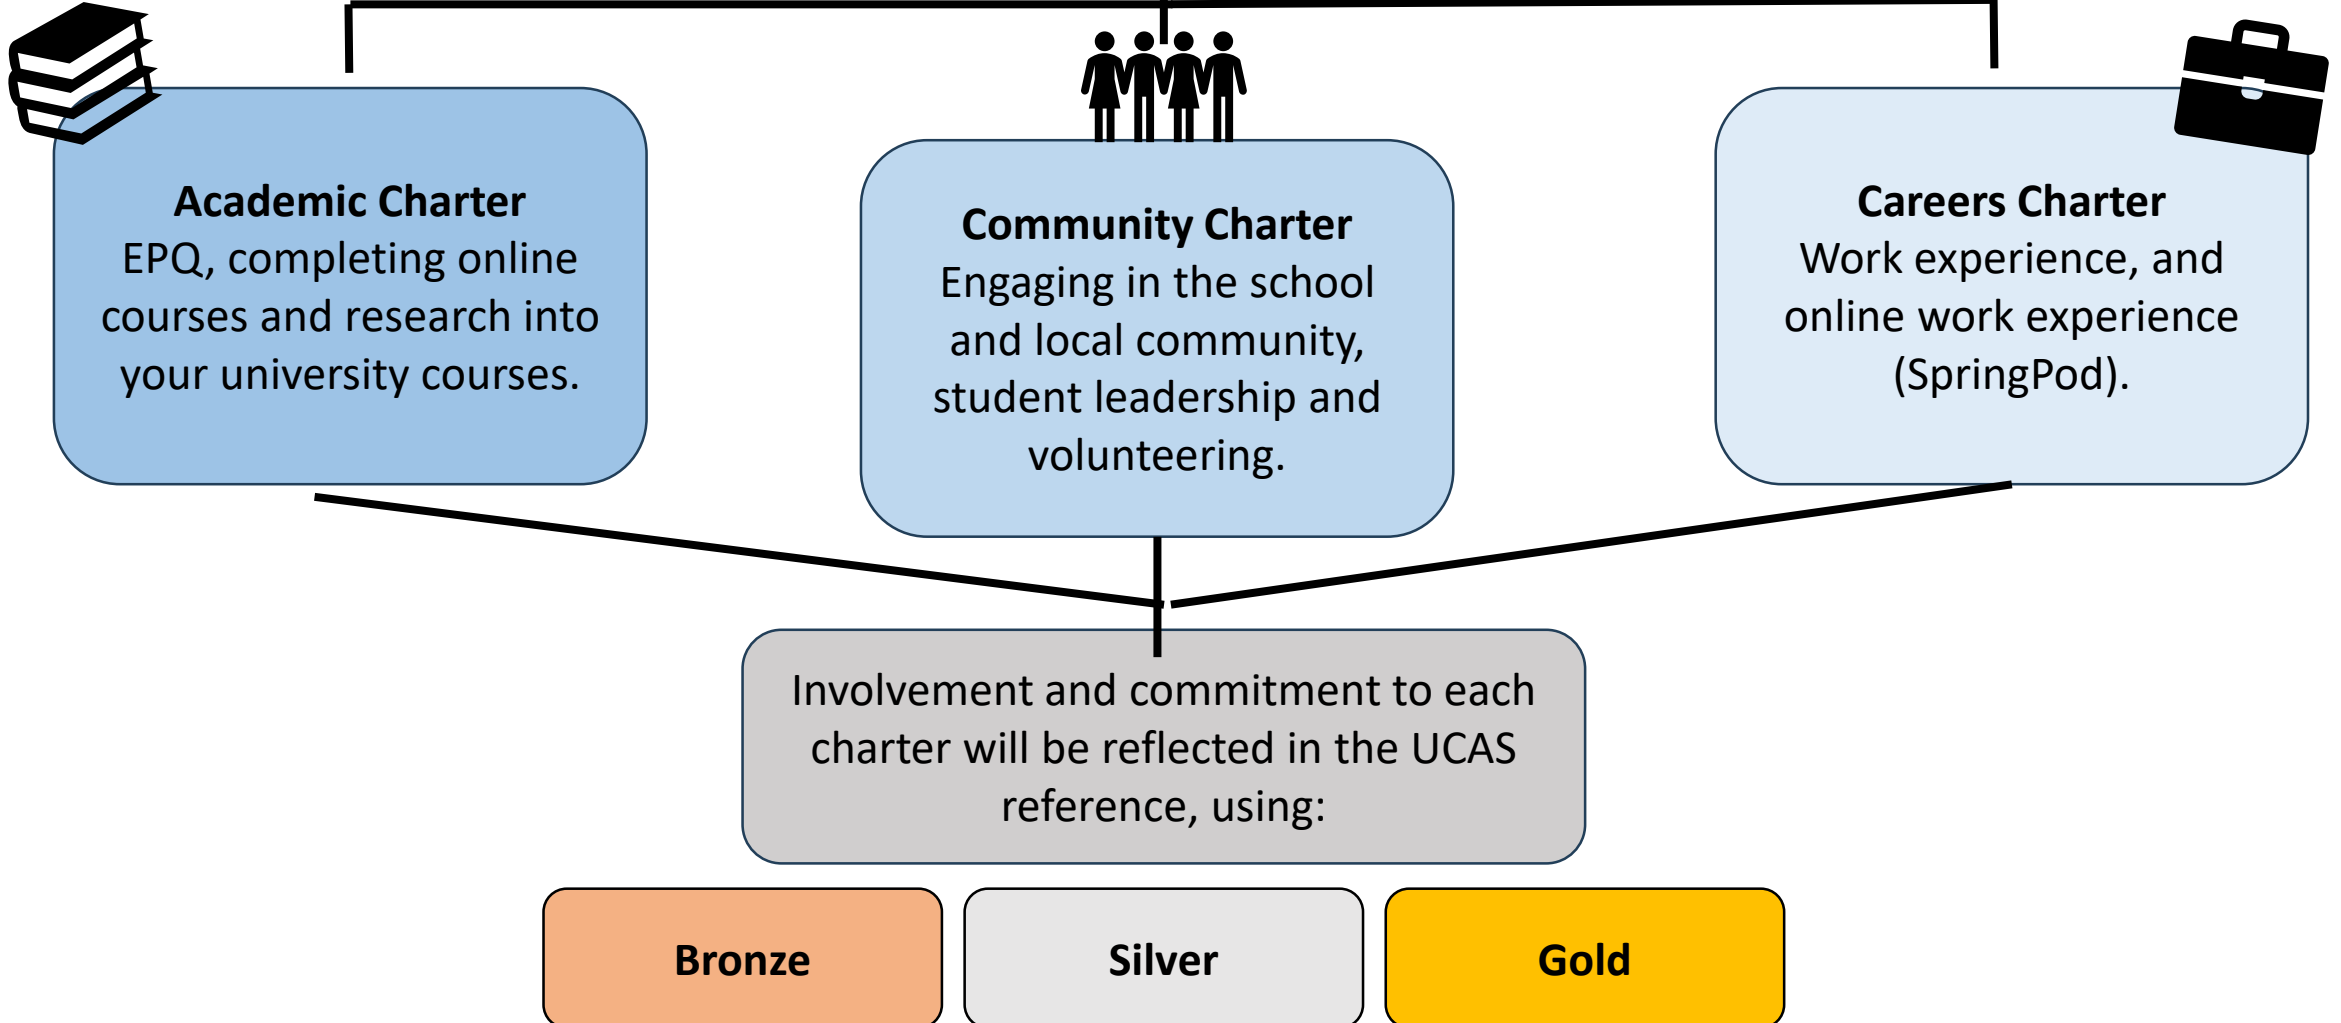 Academic Charter
EPQ, completing online
courses and research into
your university courses.
Community Charter
Engaging in the school
and local community,
student leadership and
volunteering.
Careers Charter
Work experience, and
online work experience
(SpringPod).
Involvement and commitment to each
charter will be reflected in the UCAS
reference, using:
Bronze
Silver
Gold